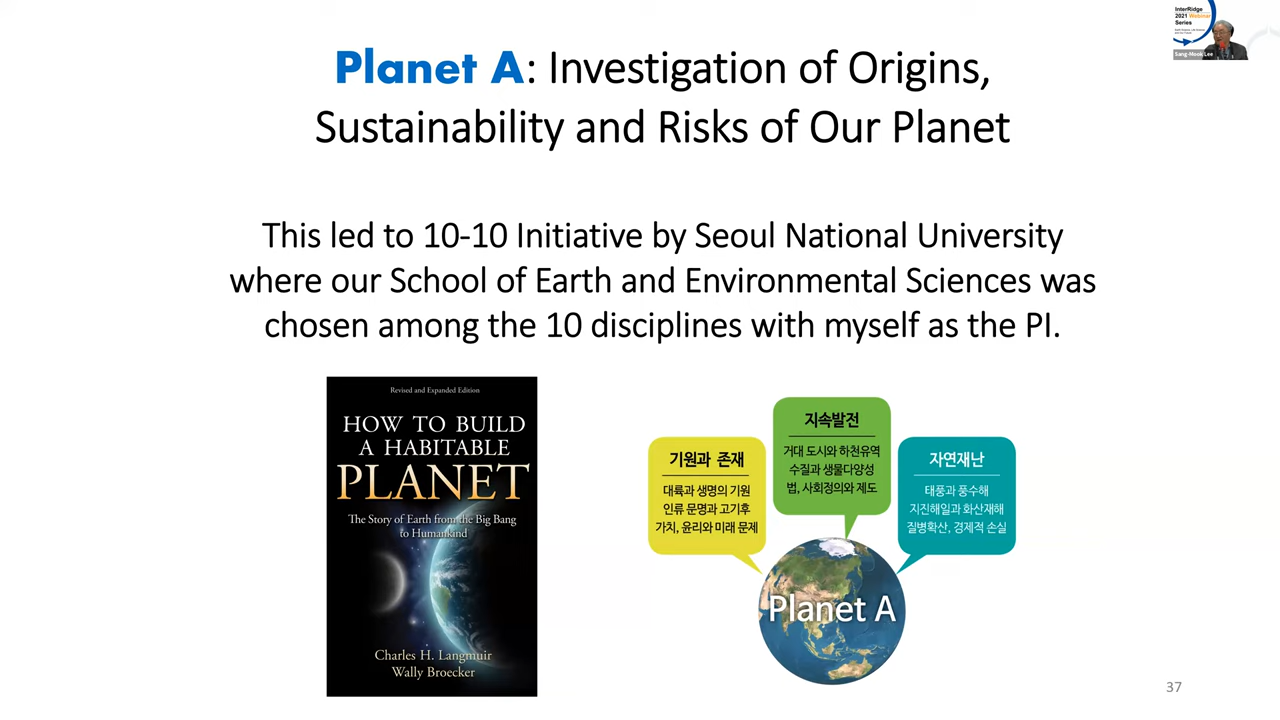 InterRidge
2021 Webinar
Series
Sang-Mook Lee
Planet A: Investigation of Origins,
Sustainability and Risks of Our Planet
This led to 10-10 Initiative by Seoul National University
where our School of Earth and Environmental Sciences was
chosen among the 10 disciplines with myself as the PI.
Revised and Expanded Edition
HOW TO BUILD
A HABITABLE
PLANET
The Story of Earth from the Big Bang
to Humankind
Charles H. Langmuir
Wally Broecker
기원과 존재
대륙과 생명의 기원
인류 문명과 고기후
가치, 윤리와 미래 문제
지속발전
거대 도시와 하천유역
수질과 생물다양성
법, 사회정의와 제도
자연재난
태풍과 풍수해
지진해일과 화산재해
질병확산, 경제적 손실
Planet A
37